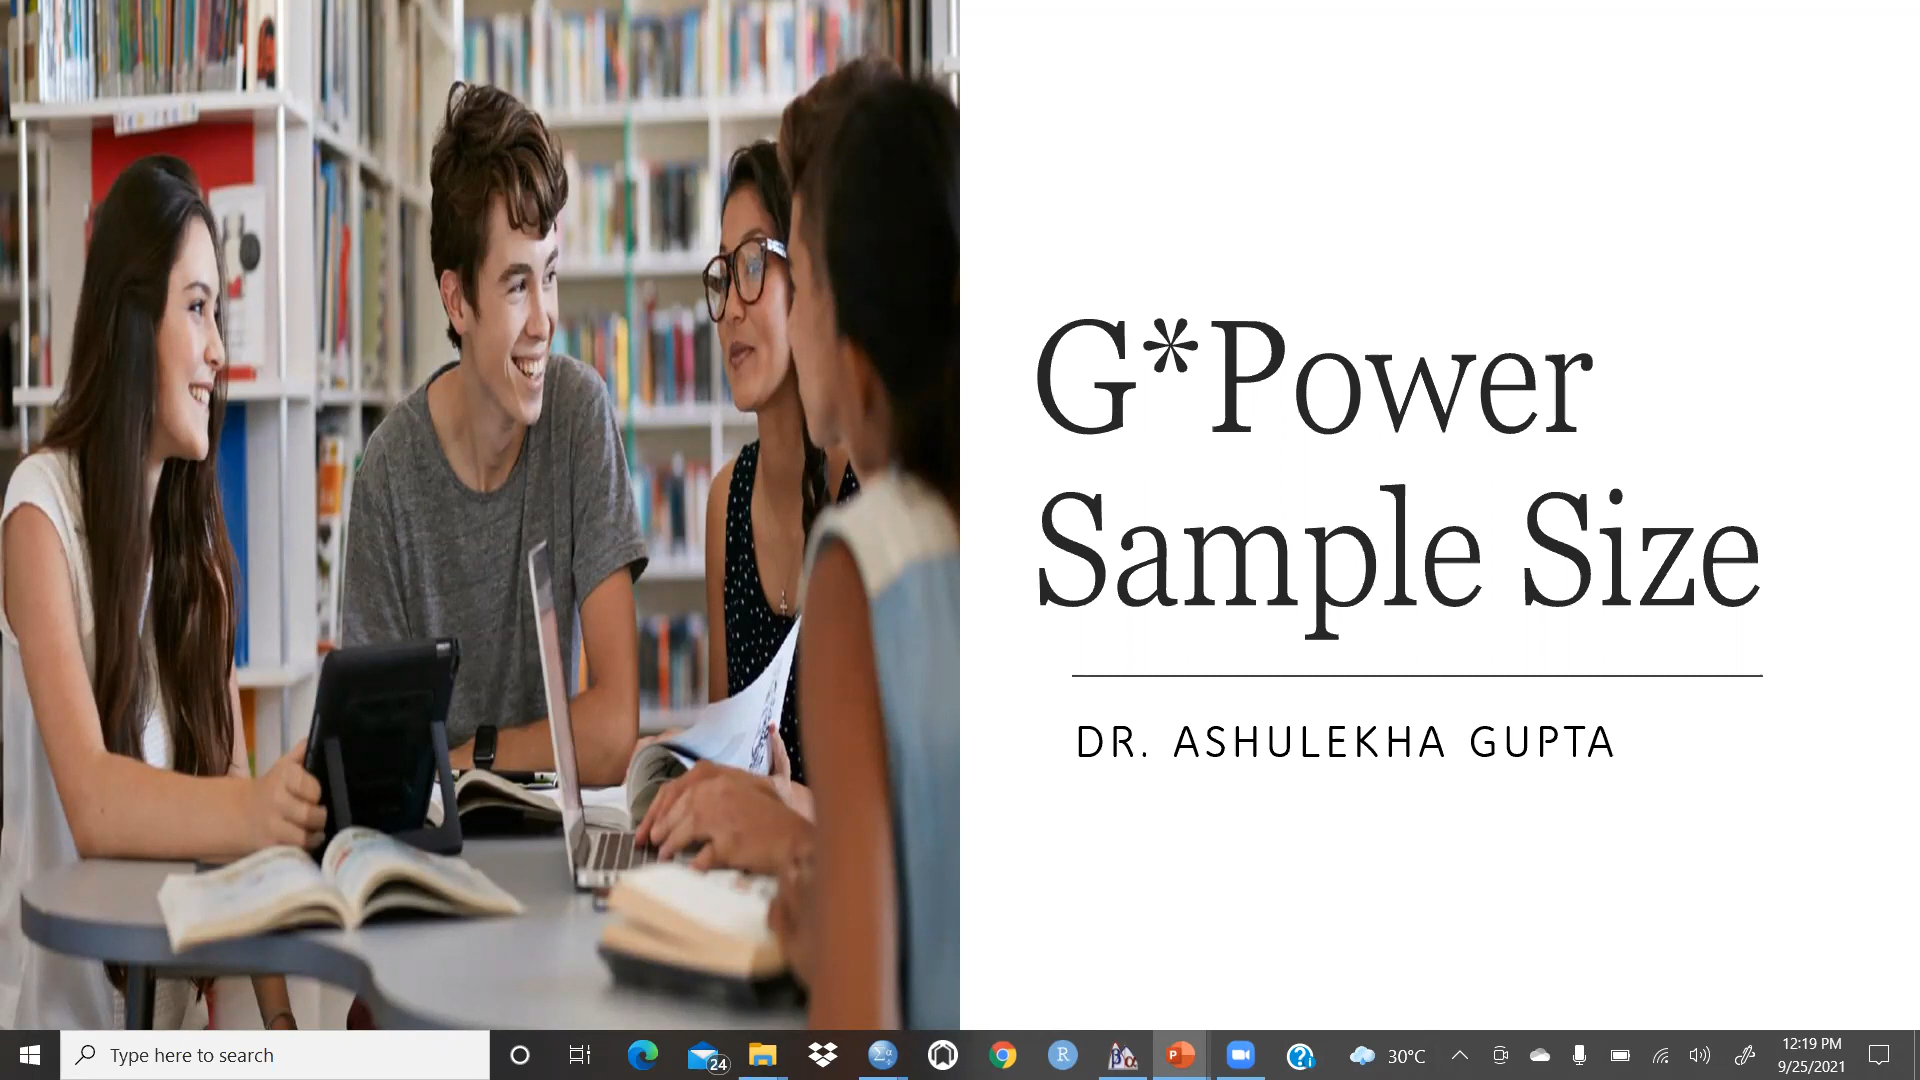 G*Power
Sample Size
DR. ASHULEKHA GUPTA
Type here to search
24
R
30°C
12:19 PM
9/25/2021